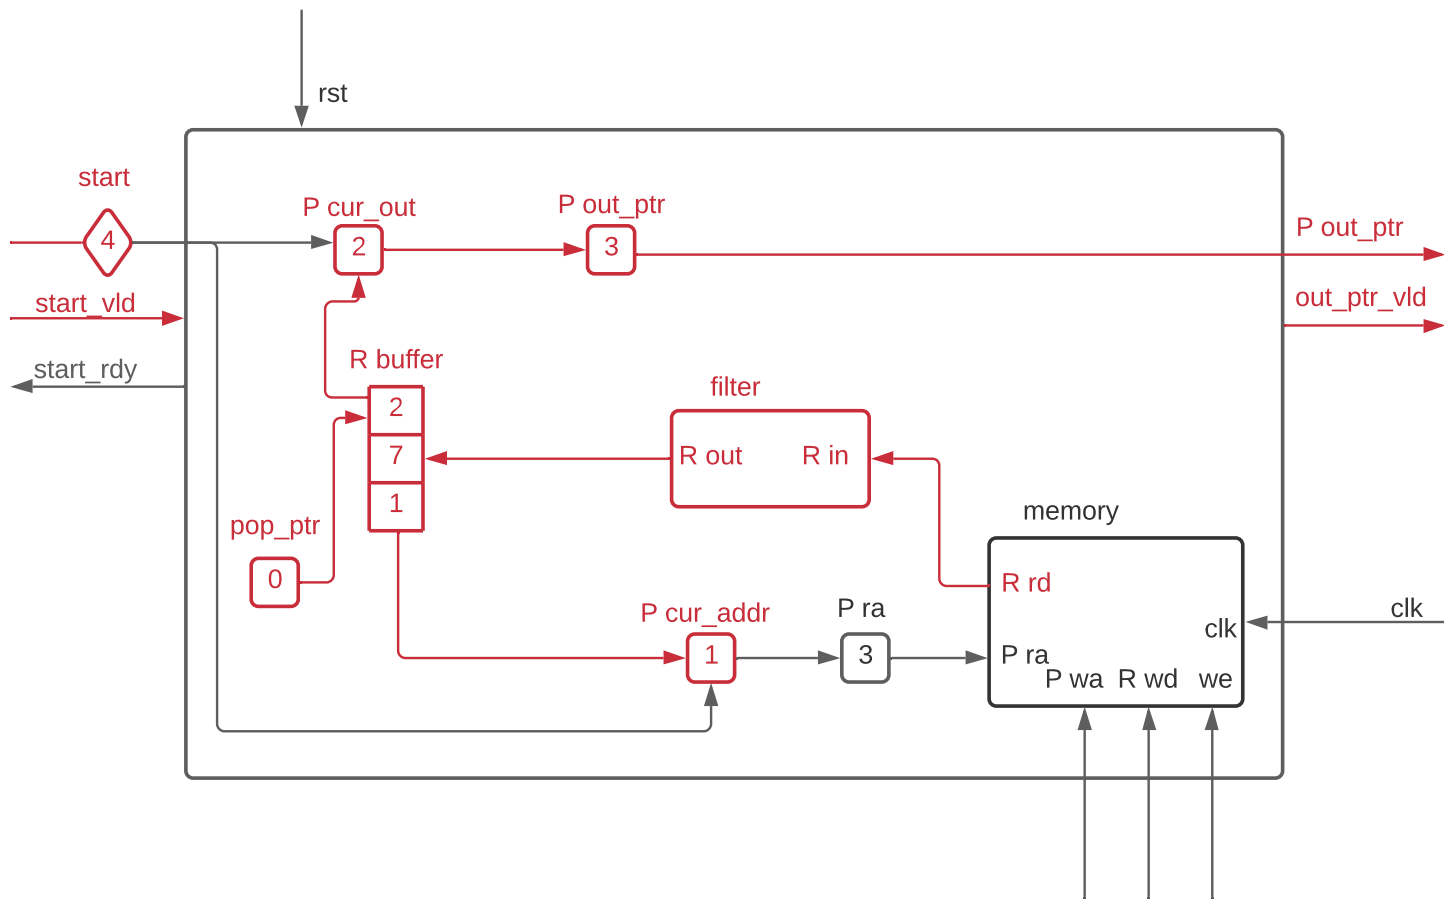 rst
start
4
P cur_out
2
P out_ptr
3
P out_ptr
start_vld
out_ptr_vld
start_rdy
R buffer
2
7
1
filter
R out
R in
pop_ptr
0
memory
R rd
clk
clk
P ra
P wa
R wd
we
P cur_addr
1
P ra
3